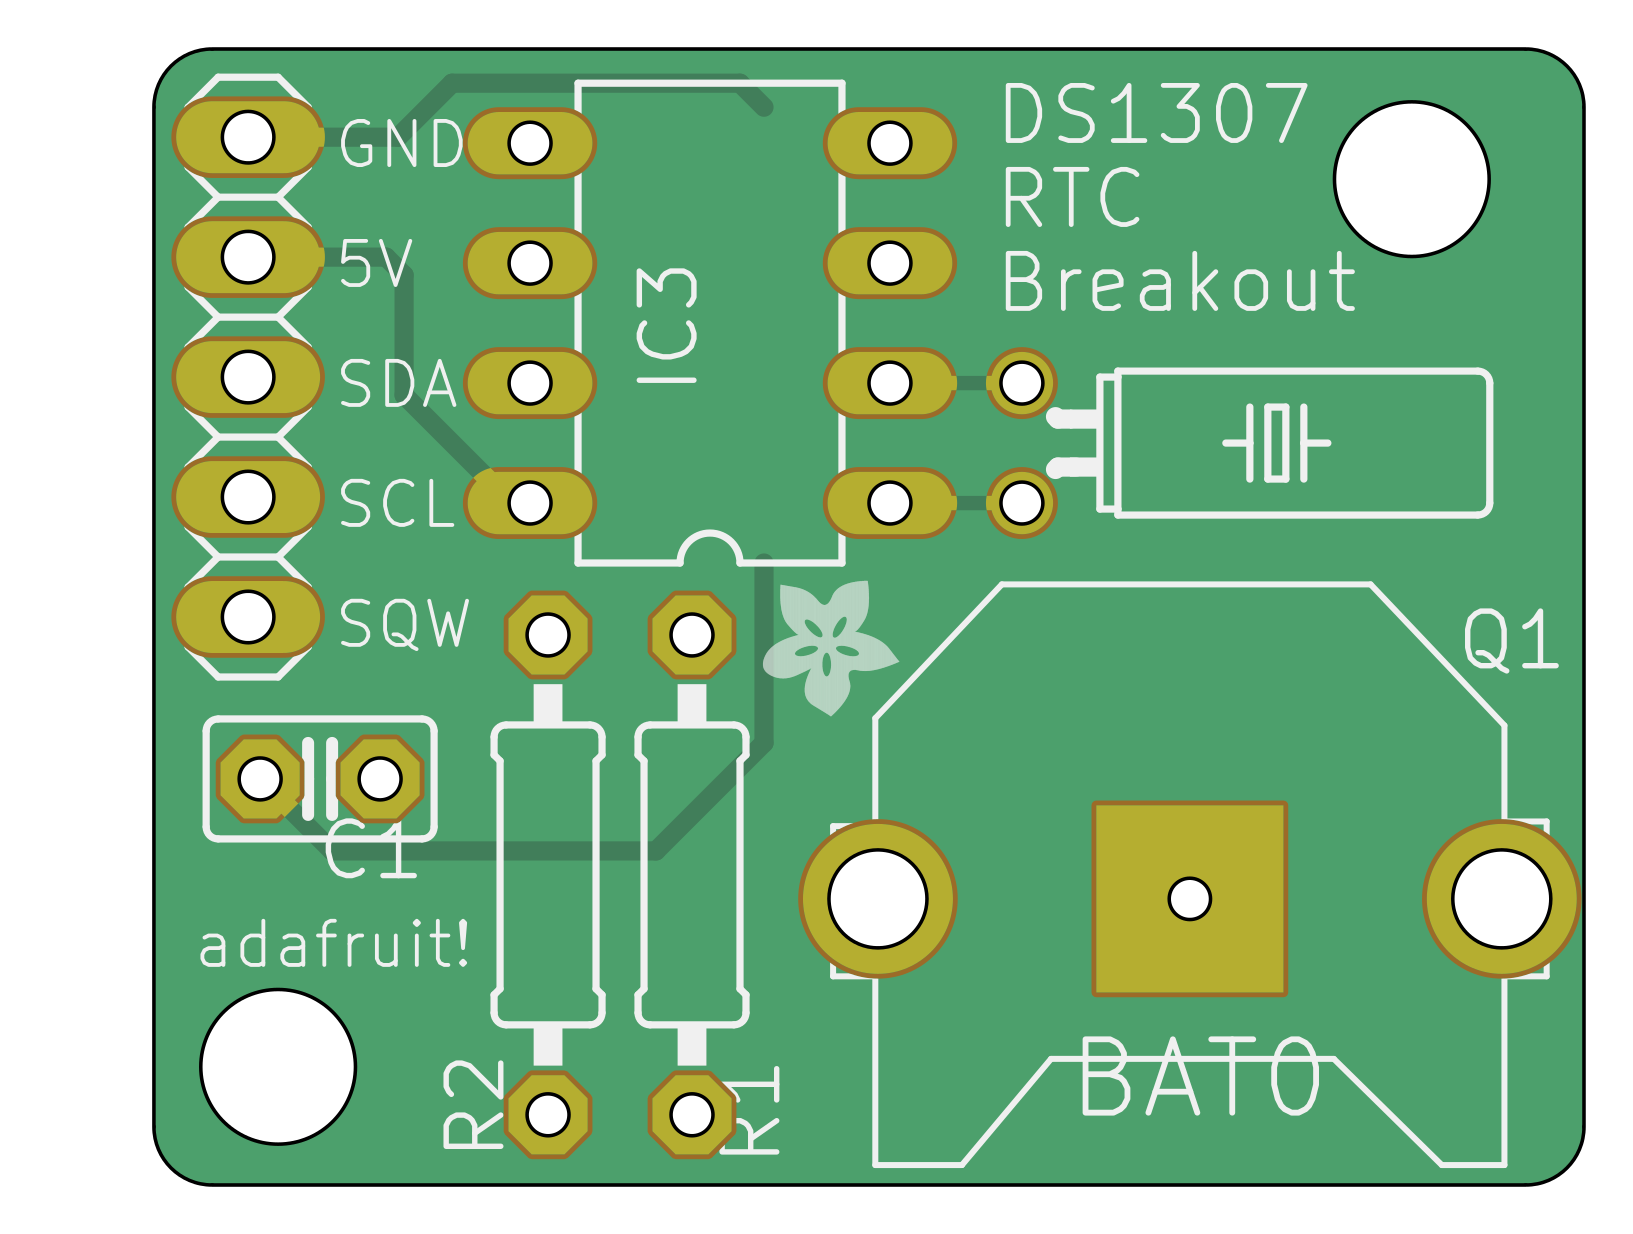 GND
5V
SDA
SCL
SQW
IC3
DS1307
RTC
Breakout
Q1
C1
adafruit!
R2
R1
BAT0